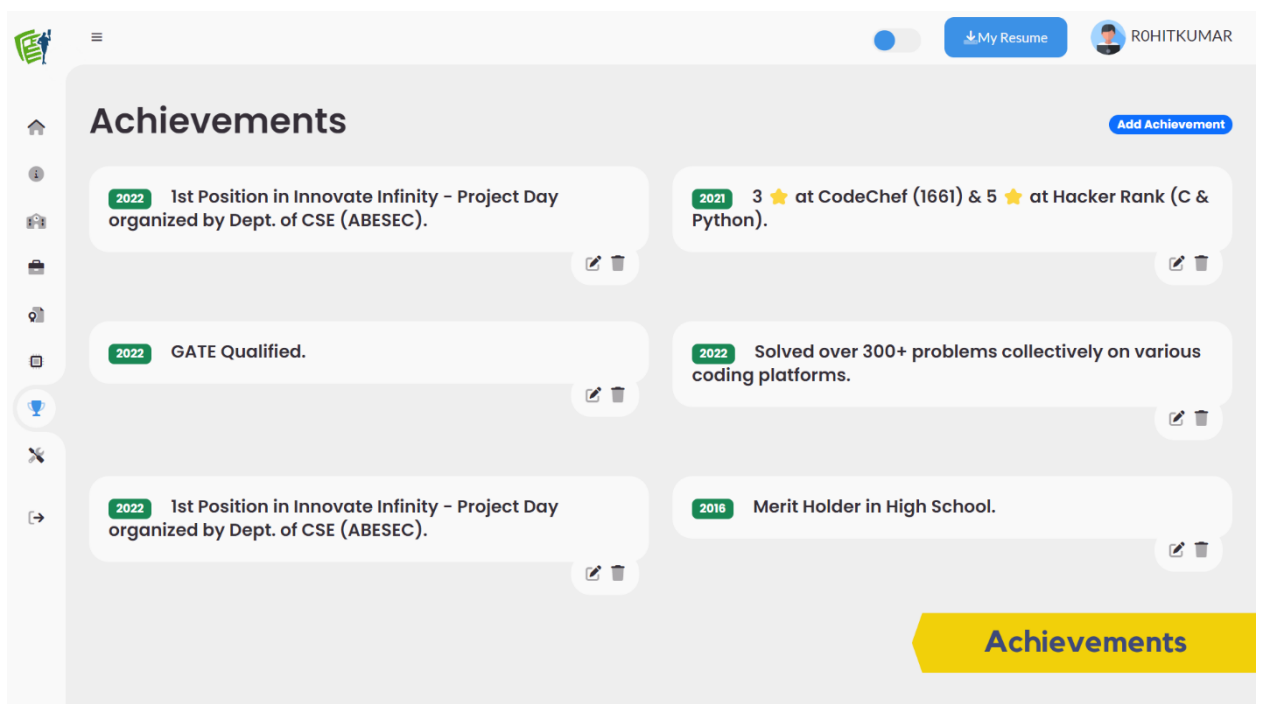 My Resume
R0HITKUMAR
Achievements
Add Achievement
2022 1st Position in Innovate Infinity - Project Day
organized by Dept. of CSE (ABESEC).
2021 3 ⭐ at CodeChef (1661) & 5 ⭐ at Hacker Rank (C &
Python).
2022 GATE Qualified.
2022 Solved over 300+ problems collectively on various
coding platforms.
2022 1st Position in Innovate Infinity - Project Day
organized by Dept. of CSE (ABESEC).
2016 Merit Holder in High School.
Achievements